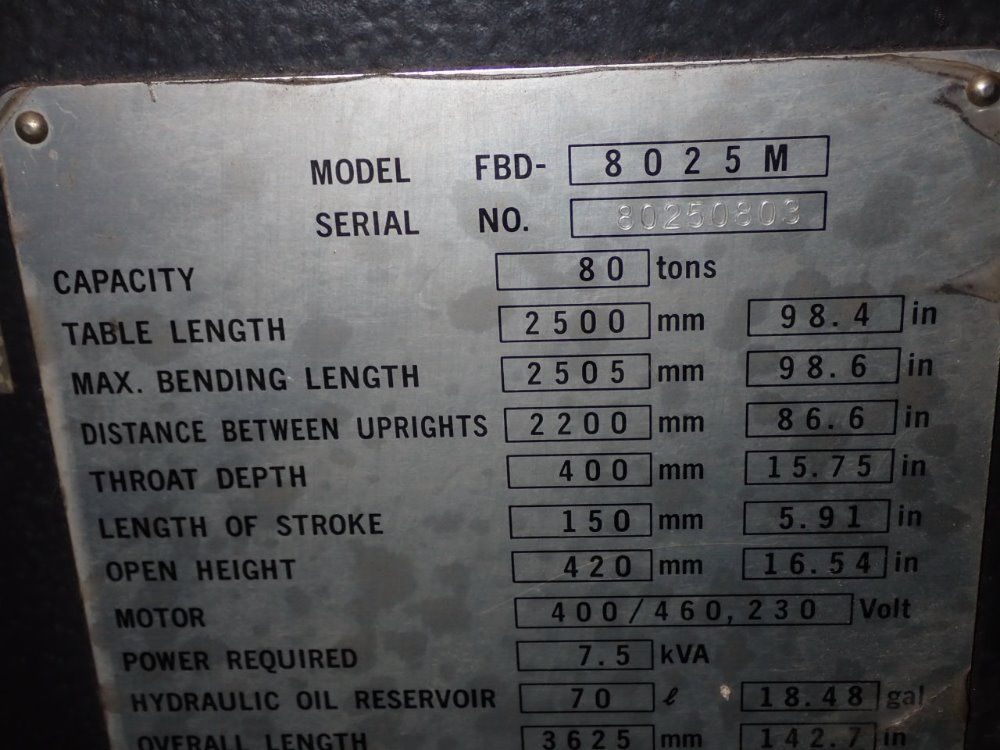 MODEL FBD- 8025M
SERIAL NO. 80250803
CAPACITY 80 tons
TABLE LENGTH 2500 mm 98.4 in
MAX. BENDING LENGTH 2505 mm 98.6 in
DISTANCE BETWEEN UPRIGHTS 2200 mm 86.6 in
THROAT DEPTH 400 mm 15.75 in
LENGTH OF STROKE 150 mm 5.91 in
OPEN HEIGHT 420 mm 16.54 in
MOTOR 400/460,230 Volt
POWER REQUIRED 7.5 kVA
HYDRAULIC OIL RESERVOIR 70 ℓ 18.48 gal
OVERALL LENGTH 3625 mm 142.7 in